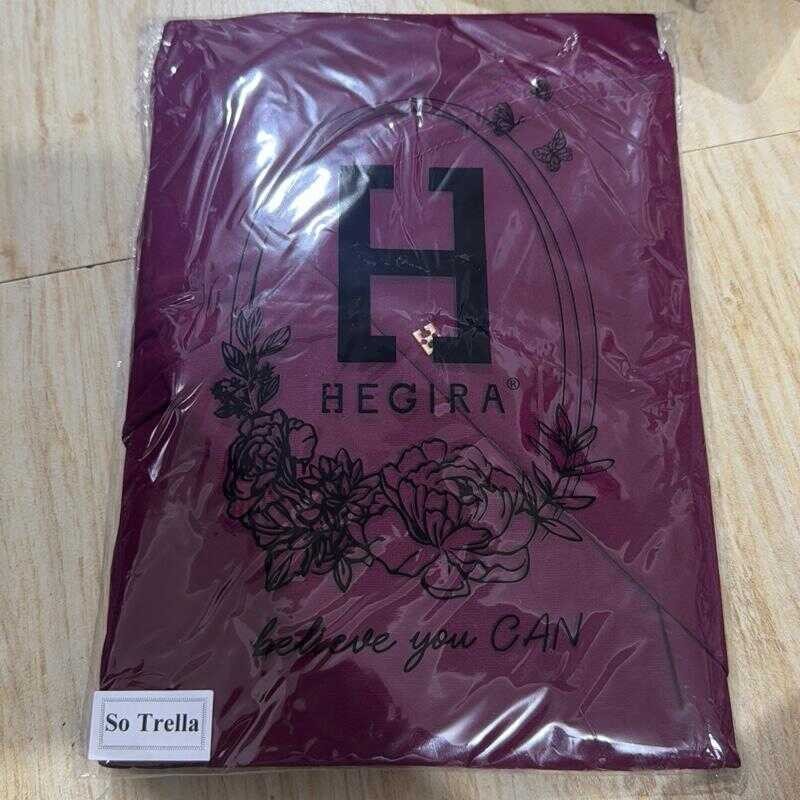 H
HEGIRA®
believe you CAN
So Trella